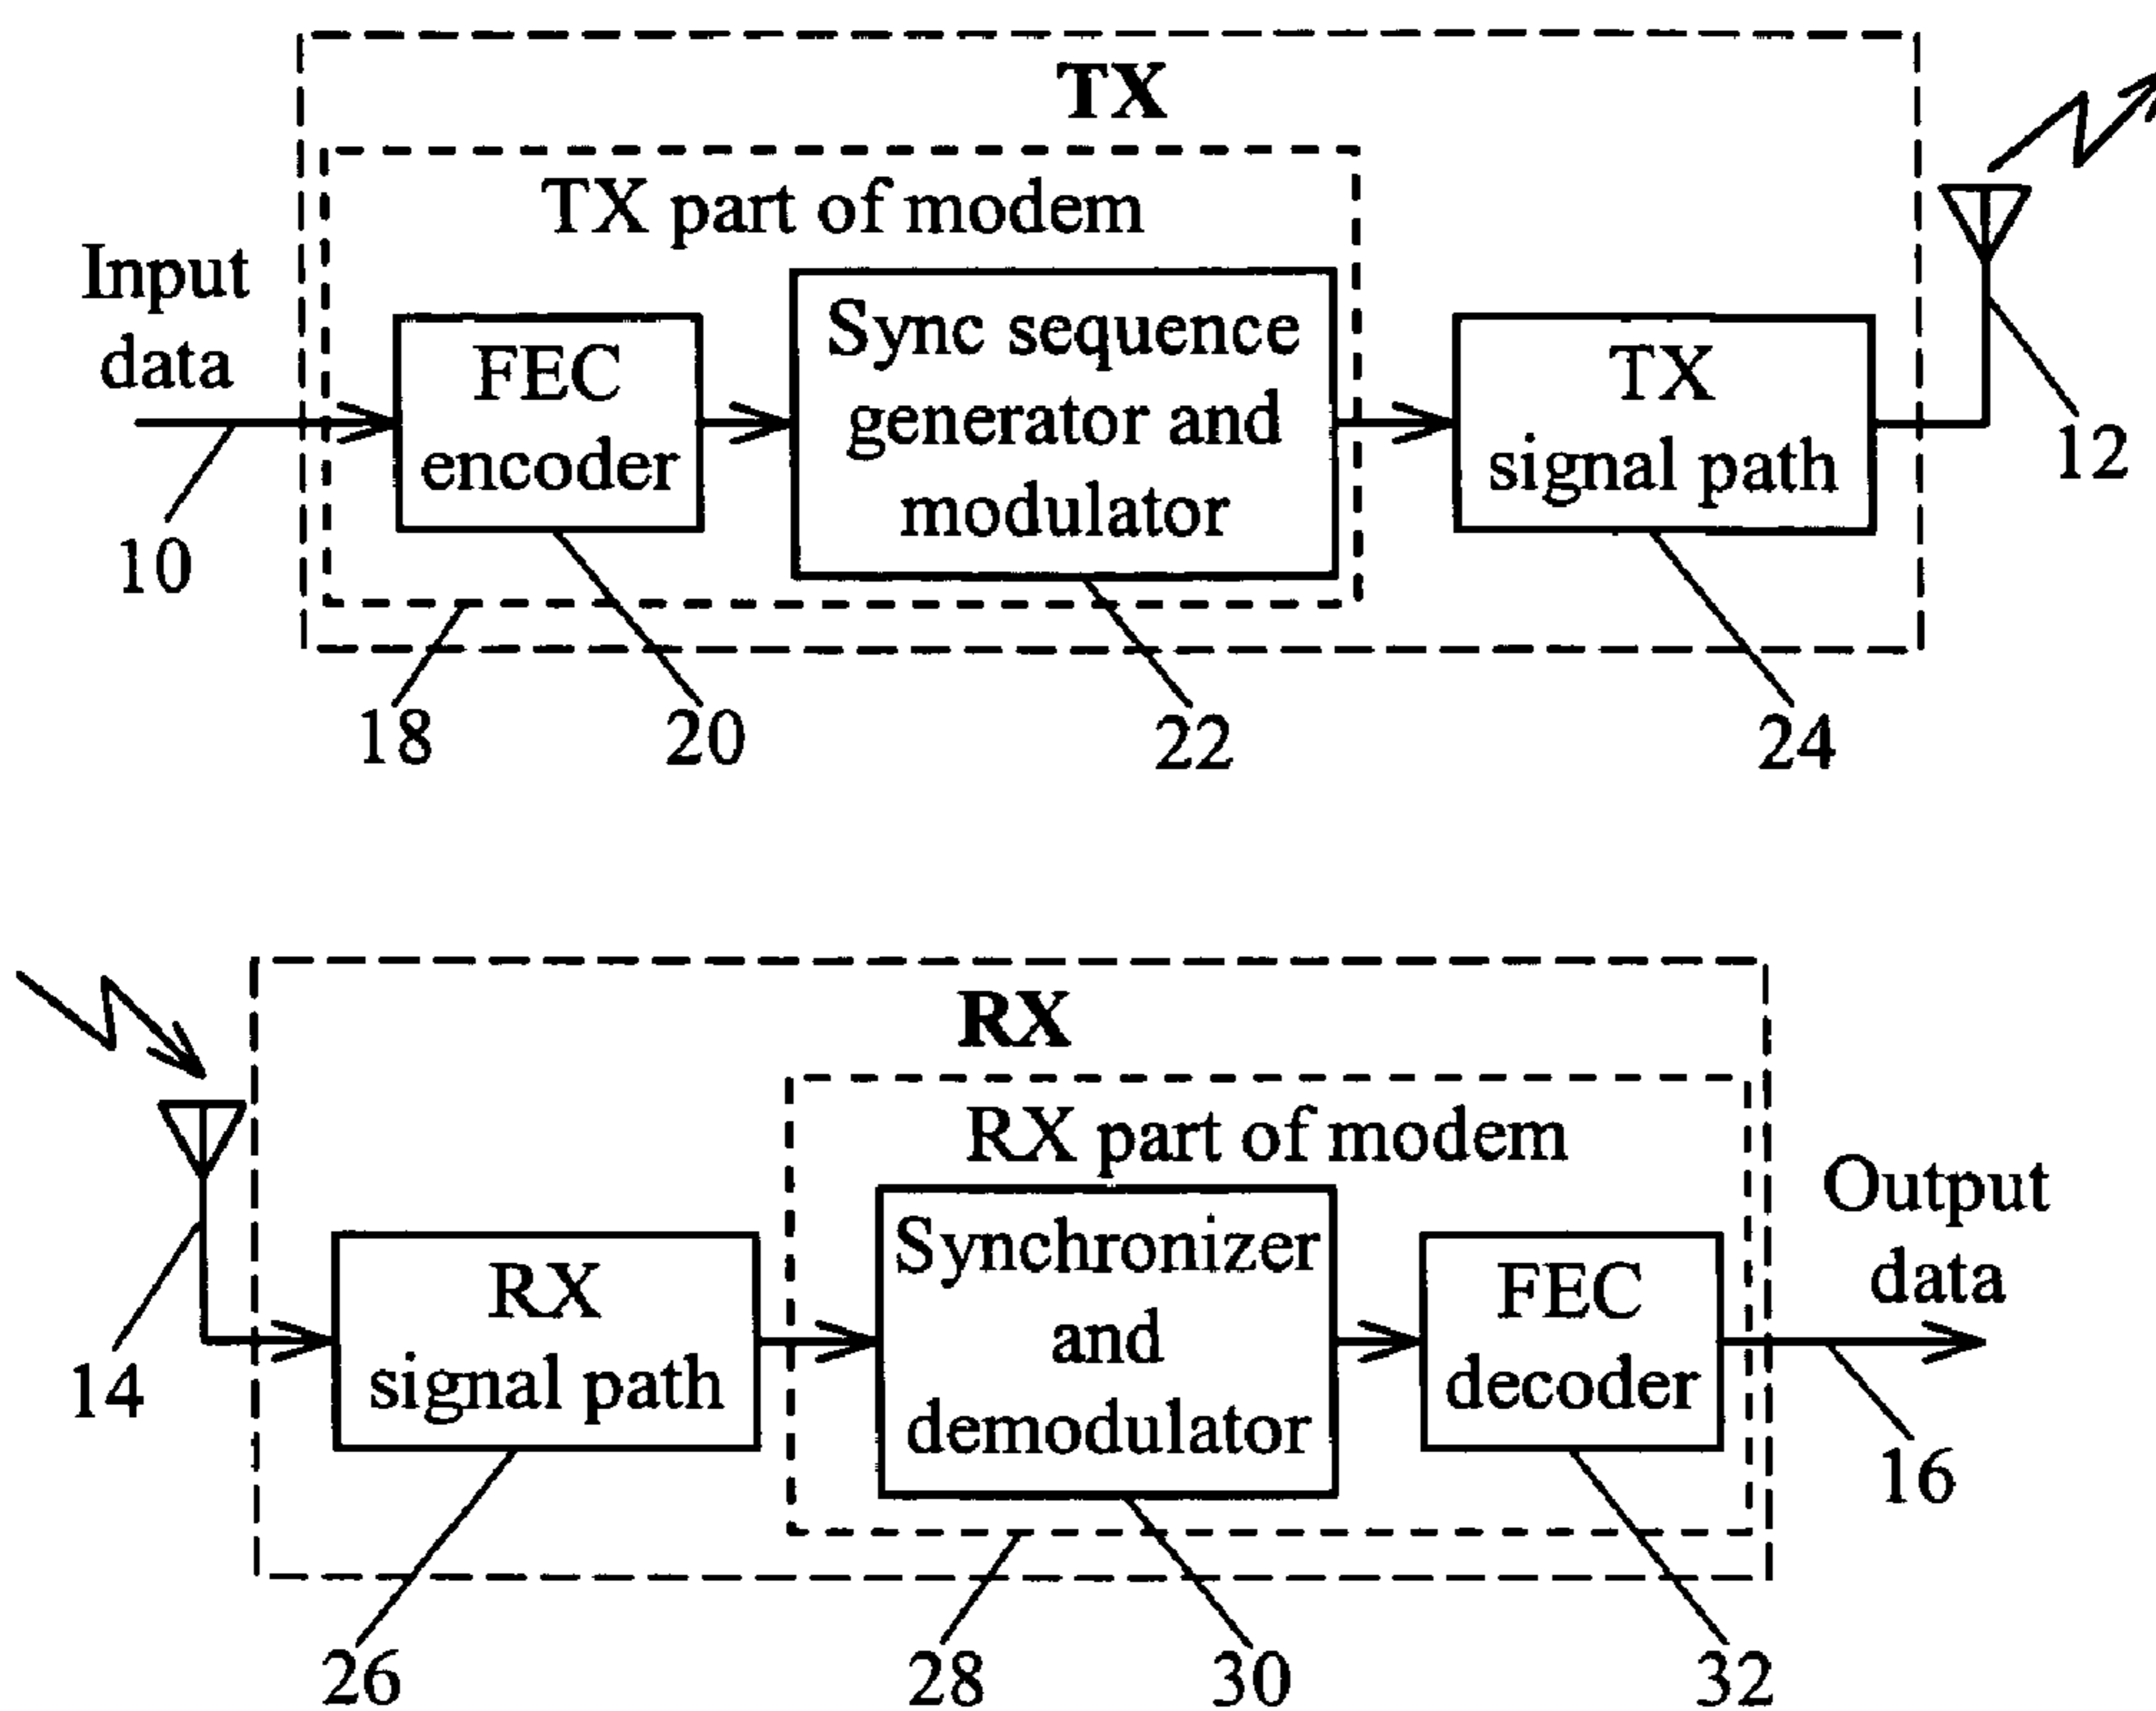 TX
TX part of modem
Input
data
FEC
encoder
Sync sequence
generator and
modulator
TX
signal path
10
12
18
20
22
24
RX
RX part of modem
RX
signal path
Synchronizer
and
demodulator
FEC
decoder
Output
data
14
16
26
28
30
32